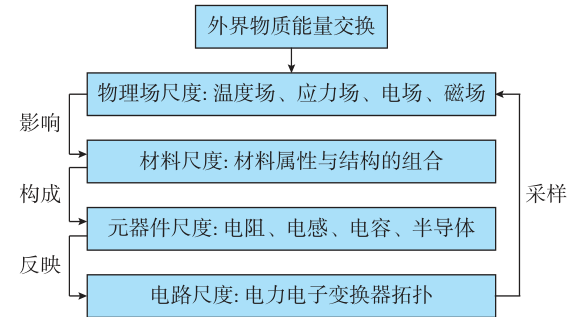 外界物质能量交换
物理场尺度: 温度场、应力场、电场、磁场
影响
材料尺度: 材料属性与结构的组合
构成
采样
元器件尺度: 电阻、电感、电容、半导体
反映
电路尺度: 电力电子变换器拓扑